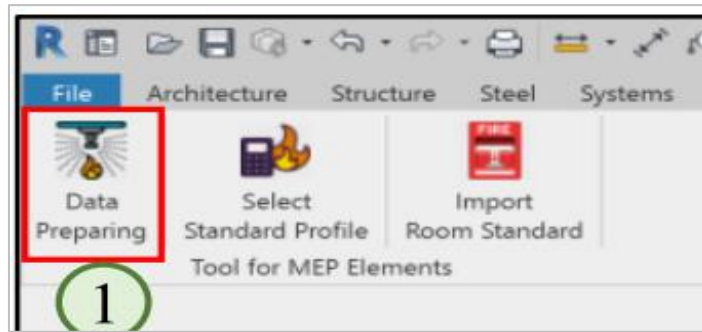 R
File Architecture Structure Steel Systems
FIRE
Data Preparing
Select Standard Profile
Import Room Standard
Tool for MEP Elements
1